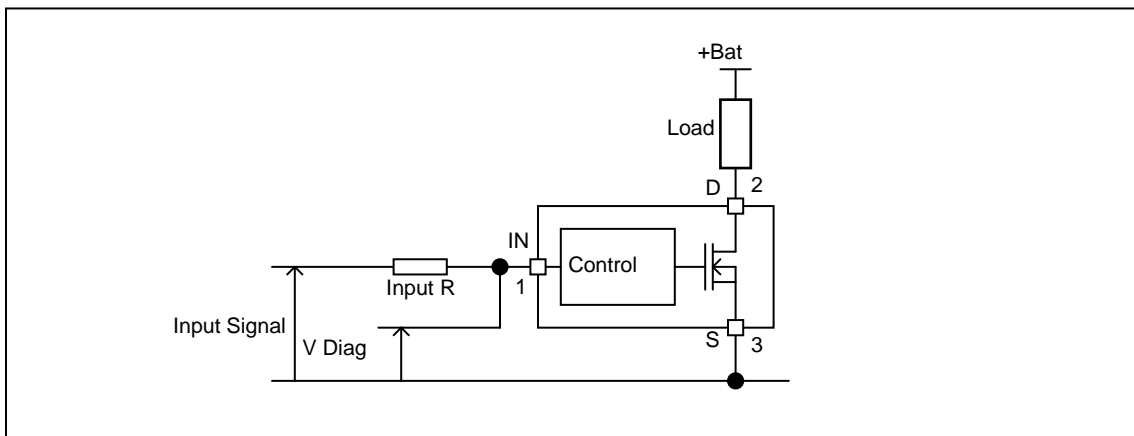 +Bat
Load
D
2
IN
Control
1
Input R
Input Signal
V Diag
S
3